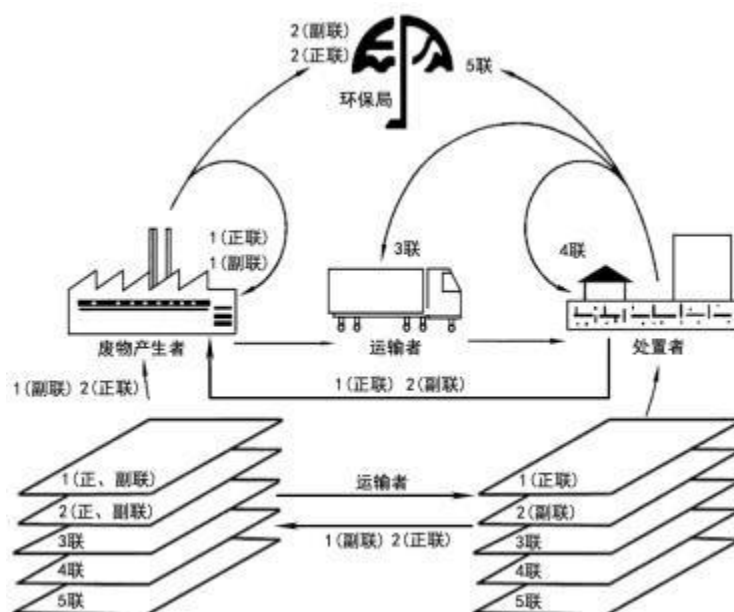 2(副联)
2(正联)
环保局
5联
1(正联)
1(副联)
3联
4联
废物产生者
运输者
处置者
1(副联) 2(正联)
1(正联) 2(副联)
1(正、副联)
2(正、副联)
3联
4联
5联
运输者
1(副联) 2(正联)
1(正联)
2(副联)
3联
4联
5联